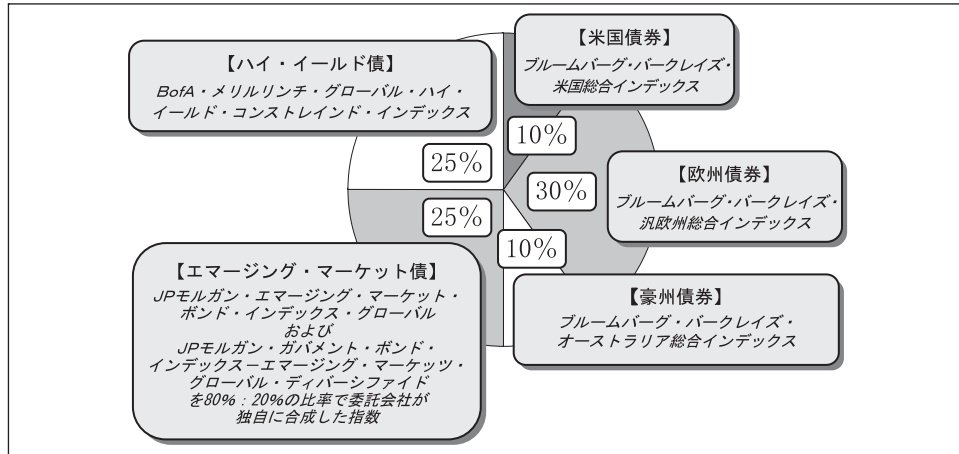 【ハイ・イールド債】
BofA・メリルリンチ・グローバル・ハイ・
イールド・コンストレインド・インデックス
25%
【米国債券】
ブルームバーグ・バークレイズ・
米国総合インデックス
10%
【欧州債券】
ブルームバーグ・バークレイズ・
汎欧州総合インデックス
30%
【豪州債券】
ブルームバーグ・バークレイズ・
オーストラリア総合インデックス
10%
【エマージング・マーケット債】
JPモルガン・エマージング・マーケット・
ボンド・インデックス・グローバル
および
JPモルガン・ガバメント・ボンド・
インデックス－エマージング・マーケッツ・
グローバル・ディバーシファイド
を80%：20%の比率で委託会社が
独自に合成した指数
25%